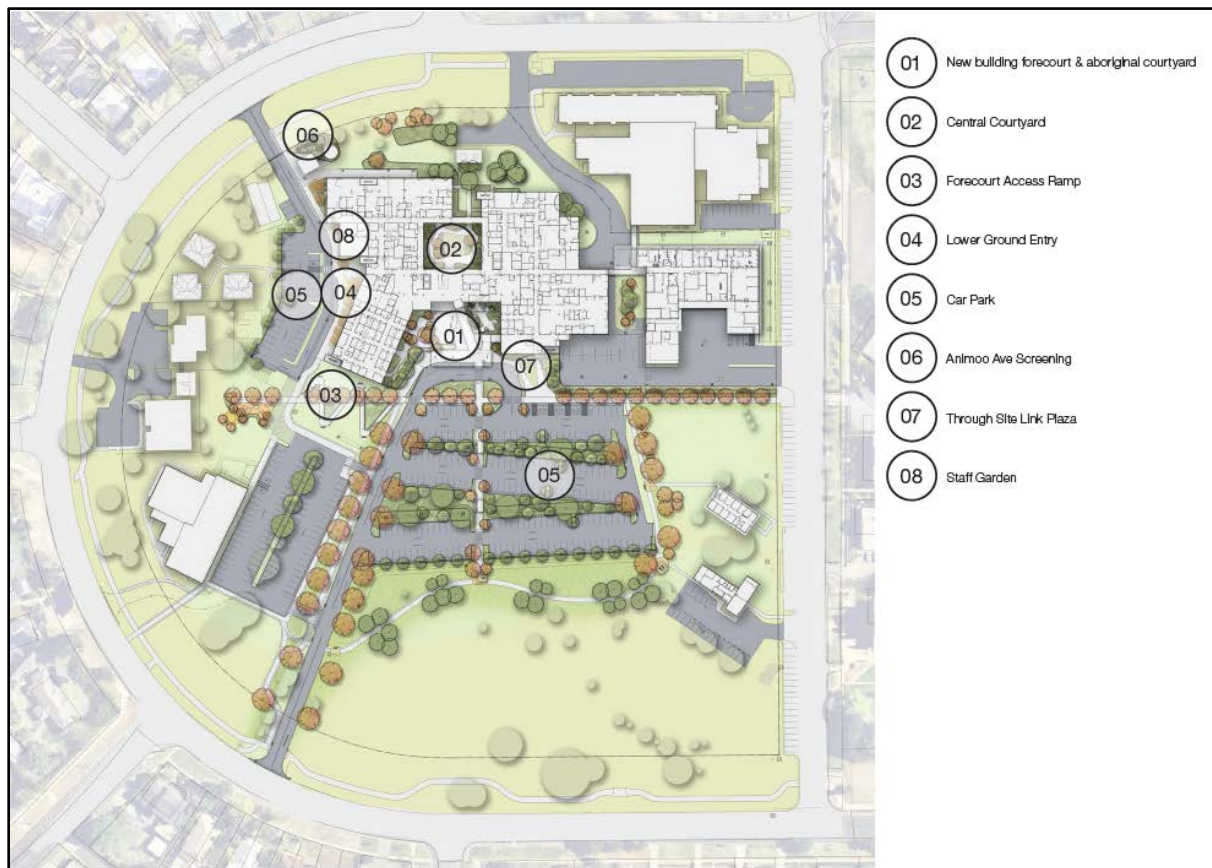 01 New building forecourt & aboriginal courtyard
02 Central Courtyard
03 Forecourt Access Ramp
04 Lower Ground Entry
05 Car Park
06 Animoo Ave Screening
07 Through Site Link Plaza
08 Staff Garden
06
08
02
05
04
01
07
03
05